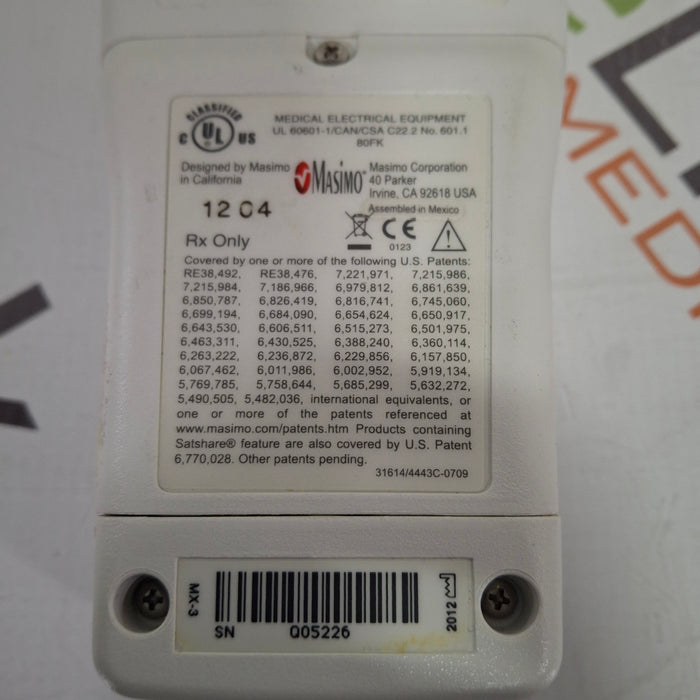 CLASSIFIED
C UL US
MEDICAL ELECTRICAL EQUIPMENT
UL 60601-1/CAN/CSA C22.2 No. 601.1
80FK
Designed by Masimo
in California
Masimo
Masimo Corporation
40 Parker
Irvine, CA 92618 USA
12 04
Assembled in Mexico
CE
0123
Rx Only
Covered by one or more of the following U.S. Patents:
RE38,492, RE38,476, 7,221,971, 7,215,986,
7,215,984, 7,186,966, 6,979,812, 6,861,639,
6,850,787, 6,826,419, 6,816,741, 6,745,060,
6,699,194, 6,684,090, 6,654,624, 6,650,917,
6,643,530, 6,606,511, 6,515,273, 6,501,975,
6,463,311, 6,430,525, 6,388,240, 6,360,114,
6,263,222, 6,236,872, 6,229,856, 6,157,850,
6,067,462, 6,011,986, 6,002,952, 5,919,134,
5,769,785, 5,758,644, 5,685,299, 5,632,272,
5,490,505, 5,482,036, international equivalents, or
one or more of the patents referenced at
www.masimo.com/patents.htm Products containing
Satshare® feature are also covered by U.S. Patent
6,770,028. Other patents pending.
31614/4443C-0709
MX-3
SN Q05226
2012
MED